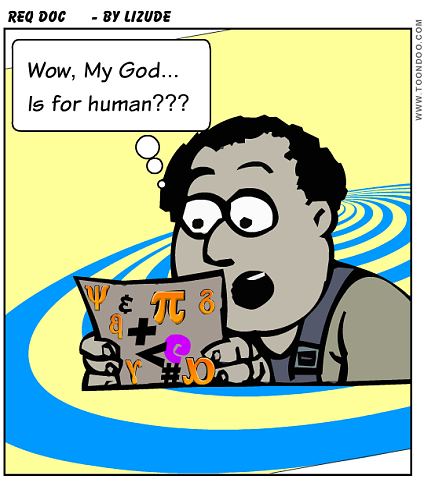 REQ DOC - BY LIZUDE
WWW.TOONDOO.COM
Wow, My God...
Is for human???
ψ ε π δ
q +
< e
γ #